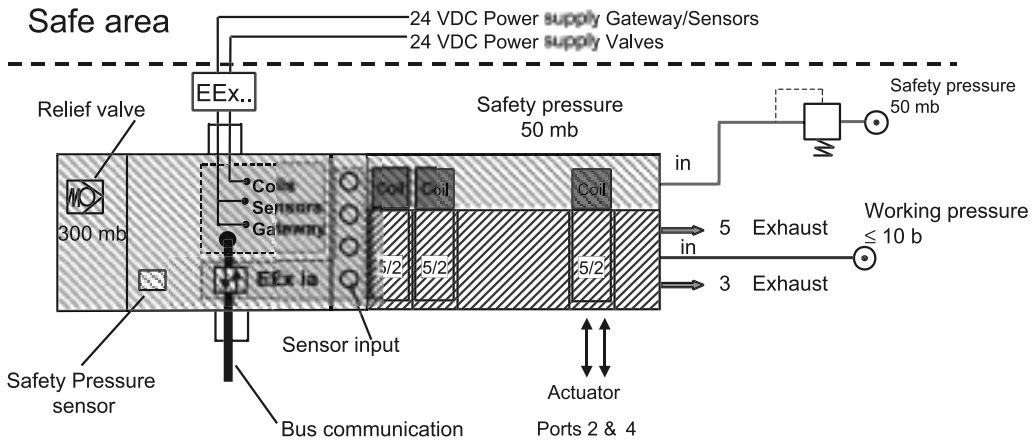 Safe area
24 VDC Power supply Gateway/Sensors
24 VDC Power supply Valves
EEx..
Relief valve
Safety pressure
50 mb
Safety pressure
50 mb
in
Coils
Sensors
Gateway
Coil
Coil
Coil
300 mb
5 Exhaust
Working pressure
≤ 10 b
in
5/2
5/2
5/2
EEx ia
3 Exhaust
Sensor input
Safety Pressure
sensor
Actuator
Bus communication
Ports 2 & 4